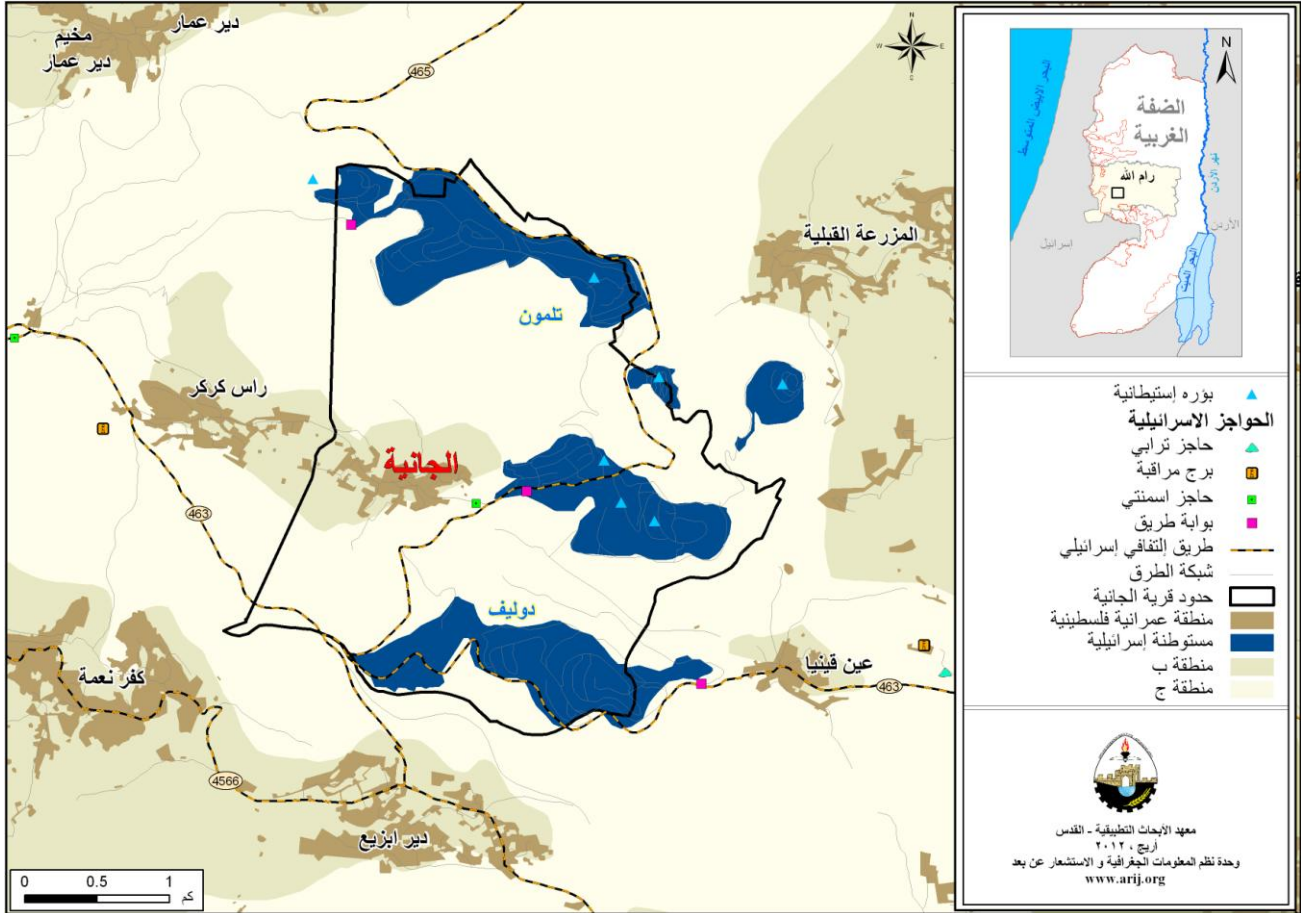 دير عمار
مخيم
دير عمار
465
المزرعة القبلية
تلمون
راس كركر
الجانية
463
دوليف
عين قينيا
463
كفر نعمة
4566
دير ابزيع
0 0.5 1
كم
N
W E
S
N
البحر الابيض المتوسط
الضفة
الغربية
رام الله
نهر الأردن
الأردن
إسرائيل
البحر الميت
بؤره إستيطانية
الحواجز الاسرائيلية
حاجز ترابي
برج مراقبة
حاجز اسمنتي
بوابة طريق
طريق إلتفافي إسرائيلي
شبكة الطرق
حدود قرية الجانية
منطقة عمرانية فلسطينية
مستوطنة إسرائيلية
منطقة ب
منطقة ج
معهد الأبحاث التطبيقية - القدس
أريج ، ٢٠١٢
وحدة نظم المعلومات الجغرافية و الاستشعار عن بعد
www.arij.org